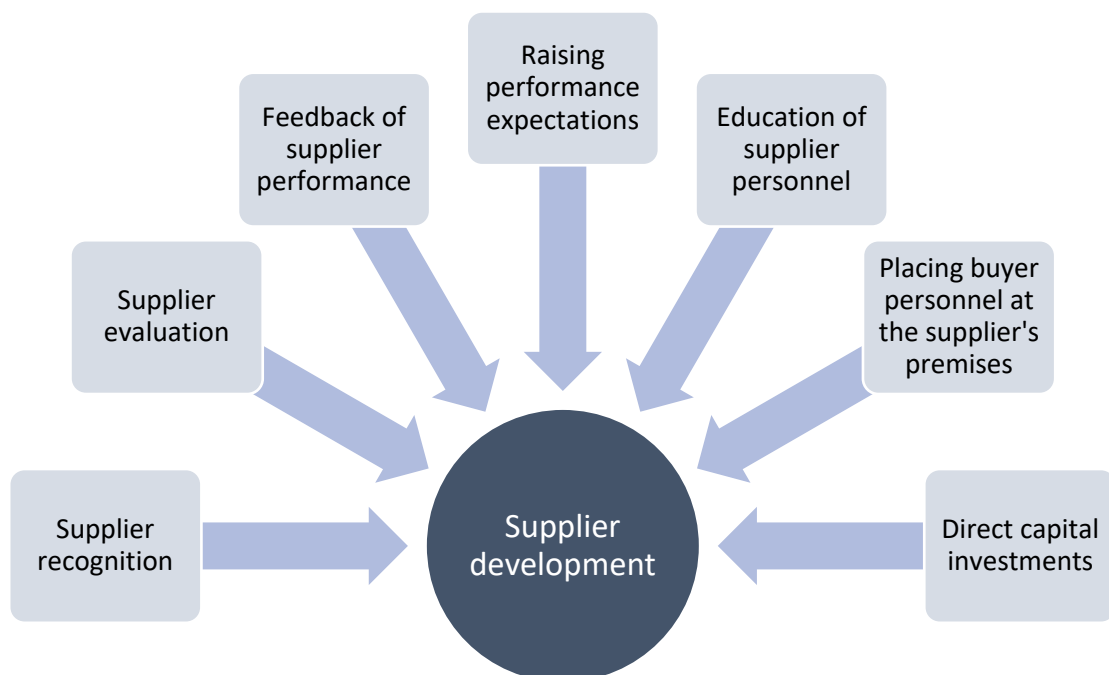 Raising
performance
expectations
Feedback of
supplier
performance
Education of
supplier
personnel
Supplier
evaluation
Placing buyer
personnel at
the supplier's
premises
Supplier
recognition
Supplier
development
Direct capital
investments